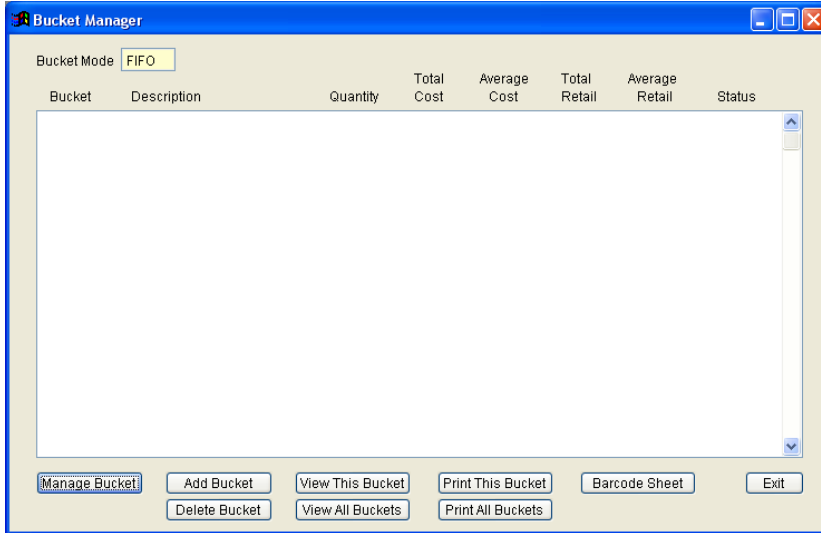 Bucket Manager
Bucket Mode FIFO
Total Average Total Average
Bucket Description Quantity Cost Cost Retail Retail Status
Manage Bucket Add Bucket View This Bucket Print This Bucket Barcode Sheet Exit
Delete Bucket View All Buckets Print All Buckets